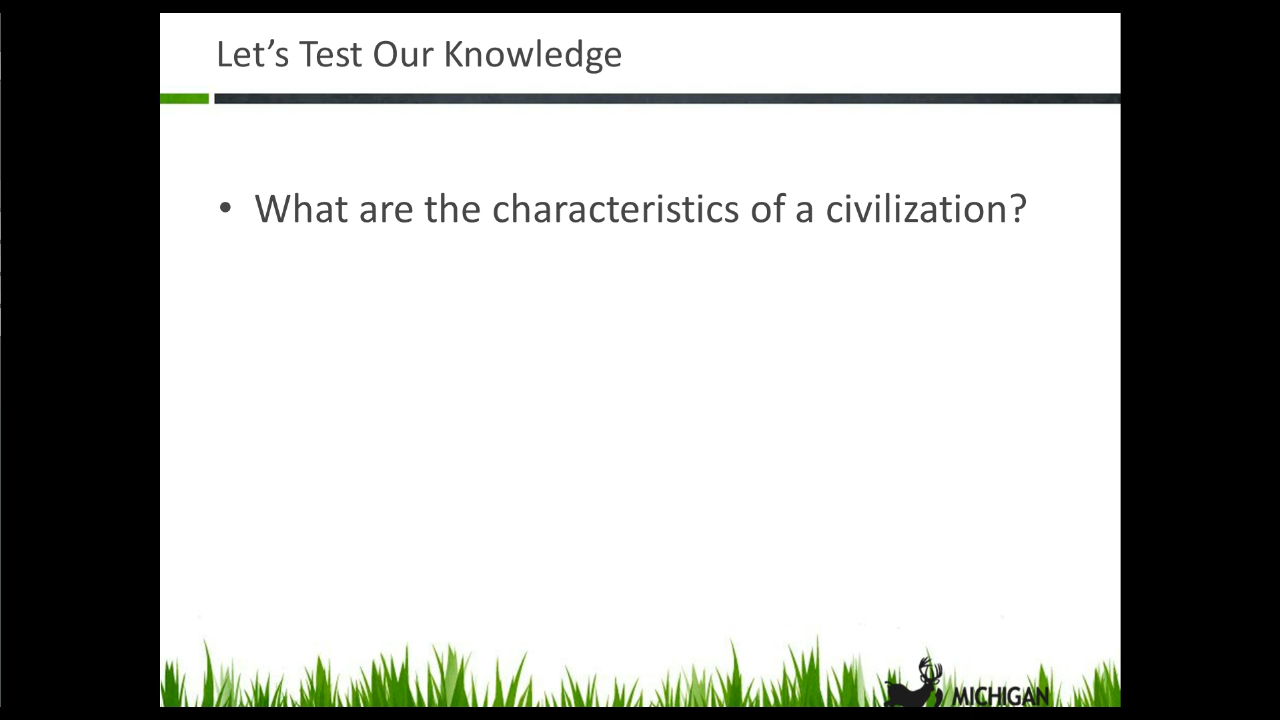 Let’s Test Our Knowledge
• What are the characteristics of a civilization?
MICHIGAN